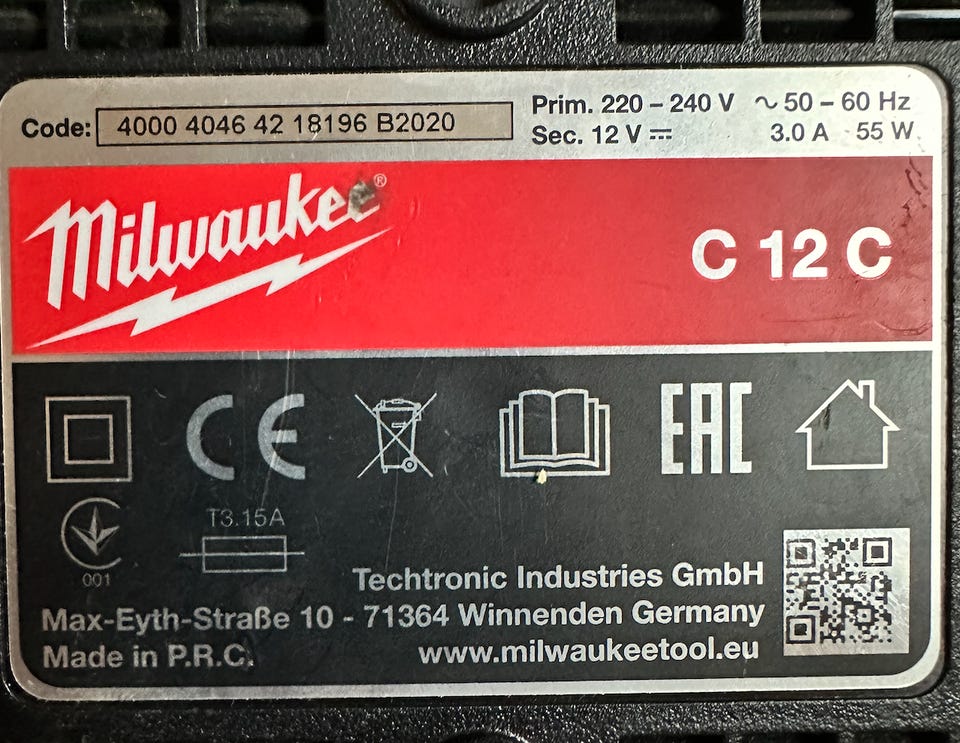 Code: 4000 4046 42 18196 B2020
Prim. 220 – 240 V ~ 50 – 60 Hz
Sec. 12 V ⎓ 3.0 A 55 W
Milwaukee®
C 12 C
CE
EAC
001
T3.15A
Techtronic Industries GmbH
Max-Eyth-Straße 10 - 71364 Winnenden Germany
Made in P.R.C. www.milwaukeetool.eu